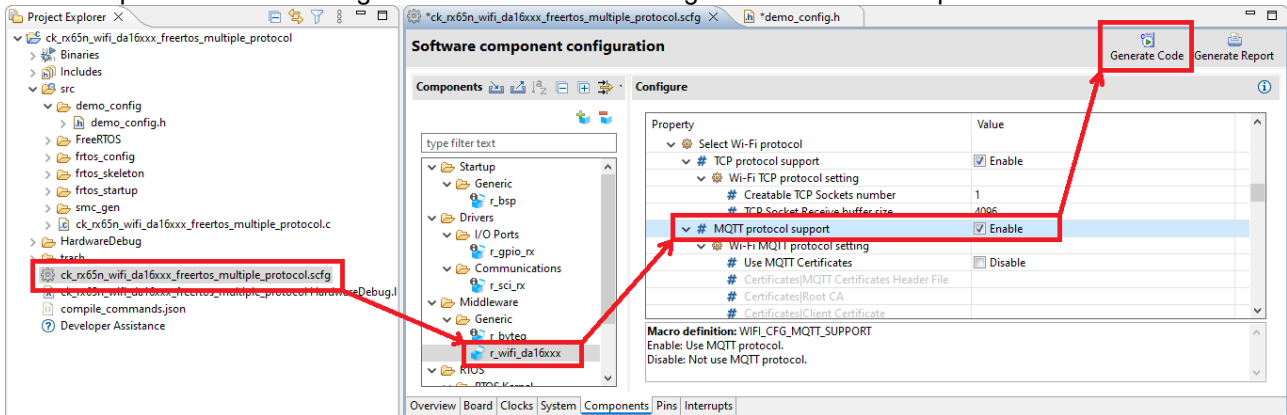 Project Explorer
ck_rx65n_wifi_da16xxx_freertos_multiple_protocol
Binaries
Includes
src
demo_config
demo_config.h
FreeRTOS
frtos_config
frtos_skeleton
frtos_startup
smc_gen
ck_rx65n_wifi_da16xxx_freertos_multiple_protocol.c
HardwareDebug
trash
ck_rx65n_wifi_da16xxx_freertos_multiple_protocol.scfg
ck_rx65n_wifi_da16xxx_freertos_multiple_protocol HardwareDebug.l
compile_commands.json
Developer Assistance
*ck_rx65n_wifi_da16xxx_freertos_multiple_protocol.scfg
*demo_config.h
Software component configuration
Generate Code Generate Report
Components
type filter text
Startup
Generic
r_bsp
Drivers
I/O Ports
r_gpio_rx
Communications
r_sci_rx
Middleware
Generic
r_byteq
r_wifi_da16xxx
RTOS
RTOS Kernel
Configure
Property Value
Select Wi-Fi protocol
# TCP protocol support Enable
Wi-Fi TCP protocol setting
# Creatable TCP Sockets number 1
# TCP Socket Receive buffer size 4096
# MQTT protocol support Enable
Wi-Fi MQTT protocol setting
# Use MQTT Certificates Disable
# Certificates|MQTT Certificates Header File
# Certificates|Root CA
# Certificates|Client Certificate
Macro definition: WIFI_CFG_MQTT_SUPPORT
Enable: Use MQTT protocol.
Disable: Not use MQTT protocol.
Overview Board Clocks System Components Pins Interrupts